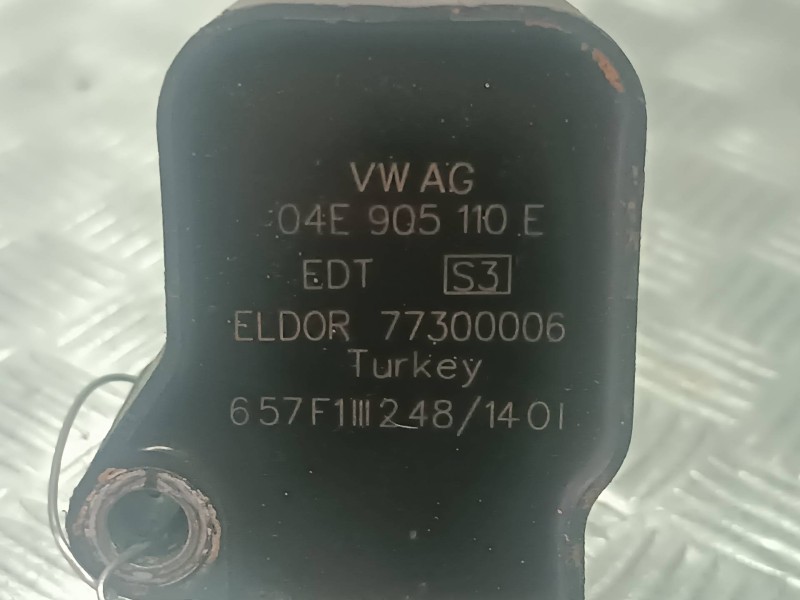 VW AG
04E 905 110 E
EDT S3
ELDOR 77300006
Turkey
657F1III248/1401